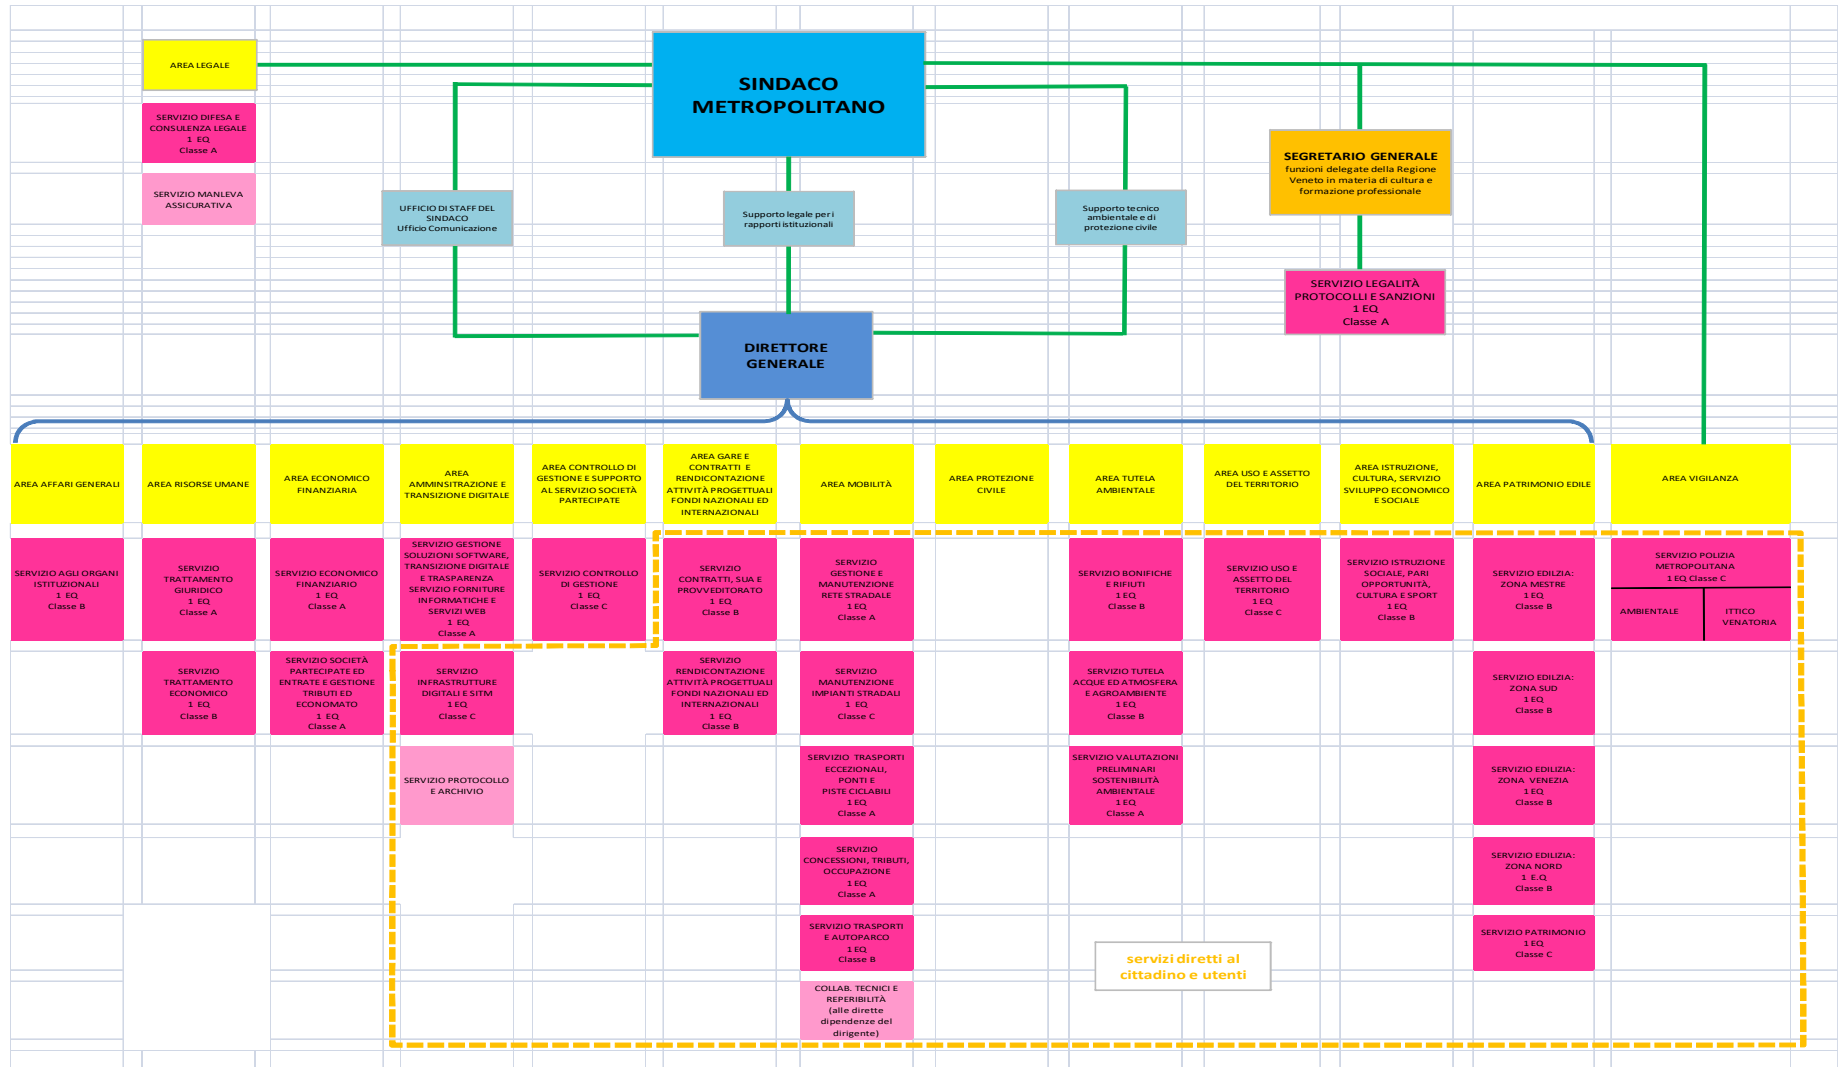 AREA LEGALE
SERVIZIO DIFESA E
CONSULENZA LEGALE
1 EQ
Classe A
SERVIZIO MANLEVA
ASSICURATIVA
SINDACO
METROPOLITANO
UFFICIO DI STAFF DEL
SINDACO
Ufficio Comunicazione
Supporto legale per i
rapporti istituzionali
Supporto tecnico
ambientale e di
protezione civile
SEGRETARIO GENERALE
funzioni delegate della Regione
Veneto in materia di cultura e
formazione professionale
SERVIZIO LEGALITÀ
PROTOCOLLI E SANZIONI
1 EQ
Classe A
DIRETTORE
GENERALE
AREA AFFARI GENERALI
AREA RISORSE UMANE
AREA ECONOMICO
FINANZIARIA
AREA
AMMINSITRAZIONE E
TRANSIZIONE DIGITALE
AREA CONTROLLO DI
GESTIONE E SUPPORTO
AL SERVIZIO SOCIETÀ
PARTECIPATE
AREA GARE E
CONTRATTI E
RENDICONTAZIONE
ATTIVITÀ PROGETTUALI
FONDI NAZIONALI ED
INTERNAZIONALI
AREA MOBILITÀ
AREA PROTEZIONE
CIVILE
AREA TUTELA
AMBIENTALE
AREA USO E ASSETTO
DEL TERRITORIO
AREA ISTRUZIONE,
CULTURA, SERVIZIO
SVILUPPO ECONOMICO
E SOCIALE
AREA PATRIMONIO EDILE
AREA VIGILANZA
SERVIZIO AGLI ORGANI
ISTITUZIONALI
1 EQ
Classe B
SERVIZIO
TRATTAMENTO
GIURIDICO
1 EQ
Classe A
SERVIZIO ECONOMICO
FINANZIARIO
1 EQ
Classe A
SERVIZIO GESTIONE
SOLUZIONI SOFTWARE,
TRANSIZIONE DIGITALE
E TRASPARENZA
SERVIZIO FORNITURE
INFORMATICHE E
SERVIZI WEB
1 EQ
Classe A
SERVIZIO CONTROLLO
DI GESTIONE
1 EQ
Classe C
SERVIZIO
CONTRATTI, SUA E
PROVVEDITORATO
1 EQ
Classe B
SERVIZIO
GESTIONE E
MANUTENZIONE
RETE STRADALE
1 EQ
Classe A
SERVIZIO BONIFICHE
E RIFIUTI
1 EQ
Classe B
SERVIZIO USO E
ASSETTO DEL
TERRITORIO
1 EQ
Classe C
SERVIZIO ISTRUZIONE
SOCIALE, PARI
OPPORTUNITÀ,
CULTURA E SPORT
1 EQ
Classe B
SERVIZIO EDILIZIA:
ZONA MESTRE
1 EQ
Classe B
SERVIZIO POLIZIA
METROPOLITANA
1 EQ Classe C
AMBIENTALE
ITTICO
VENATORIA
SERVIZIO
TRATTAMENTO
ECONOMICO
1 EQ
Classe B
SERVIZIO SOCIETÀ
PARTECIPATE ED
ENTRATE E GESTIONE
TRIBUTI ED
ECONOMATO
1 EQ
Classe A
SERVIZIO
INFRASTRUTTURE
DIGITALI E SITM
1 EQ
Classe C
SERVIZIO
RENDICONTAZIONE
ATTIVITÀ PROGETTUALI
FONDI NAZIONALI ED
INTERNAZIONALI
1 EQ
Classe B
SERVIZIO
MANUTENZIONE
IMPIANTI STRADALI
1 EQ
Classe C
SERVIZIO TUTELA
ACQUE ED ATMOSFERA
E AGROAMBIENTE
1 EQ
Classe B
SERVIZIO EDILIZIA:
ZONA SUD
1 EQ
Classe B
SERVIZIO PROTOCOLLO
E ARCHIVIO
SERVIZIO TRASPORTI
ECCEZIONALI,
PONTI E
PISTE CICLABILI
1 EQ
Classe A
SERVIZIO VALUTAZIONI
PRELIMINARI
SOSTENIBILITÀ
AMBIENTALE
1 EQ
Classe A
SERVIZIO EDILIZIA:
ZONA VENEZIA
1 EQ
Classe B
SERVIZIO
CONCESSIONI, TRIBUTI,
OCCUPAZIONE
1 EQ
Classe A
SERVIZIO EDILIZIA:
ZONA NORD
1 E.Q
Classe B
SERVIZIO TRASPORTI
E AUTOPARCO
1 EQ
Classe B
SERVIZIO PATRIMONIO
1 EQ
Classe C
servizi diretti al
cittadino e utenti
COLLAB. TECNICI E
REPERIBILITÀ
(alle dirette
dipendenze del
dirigente)